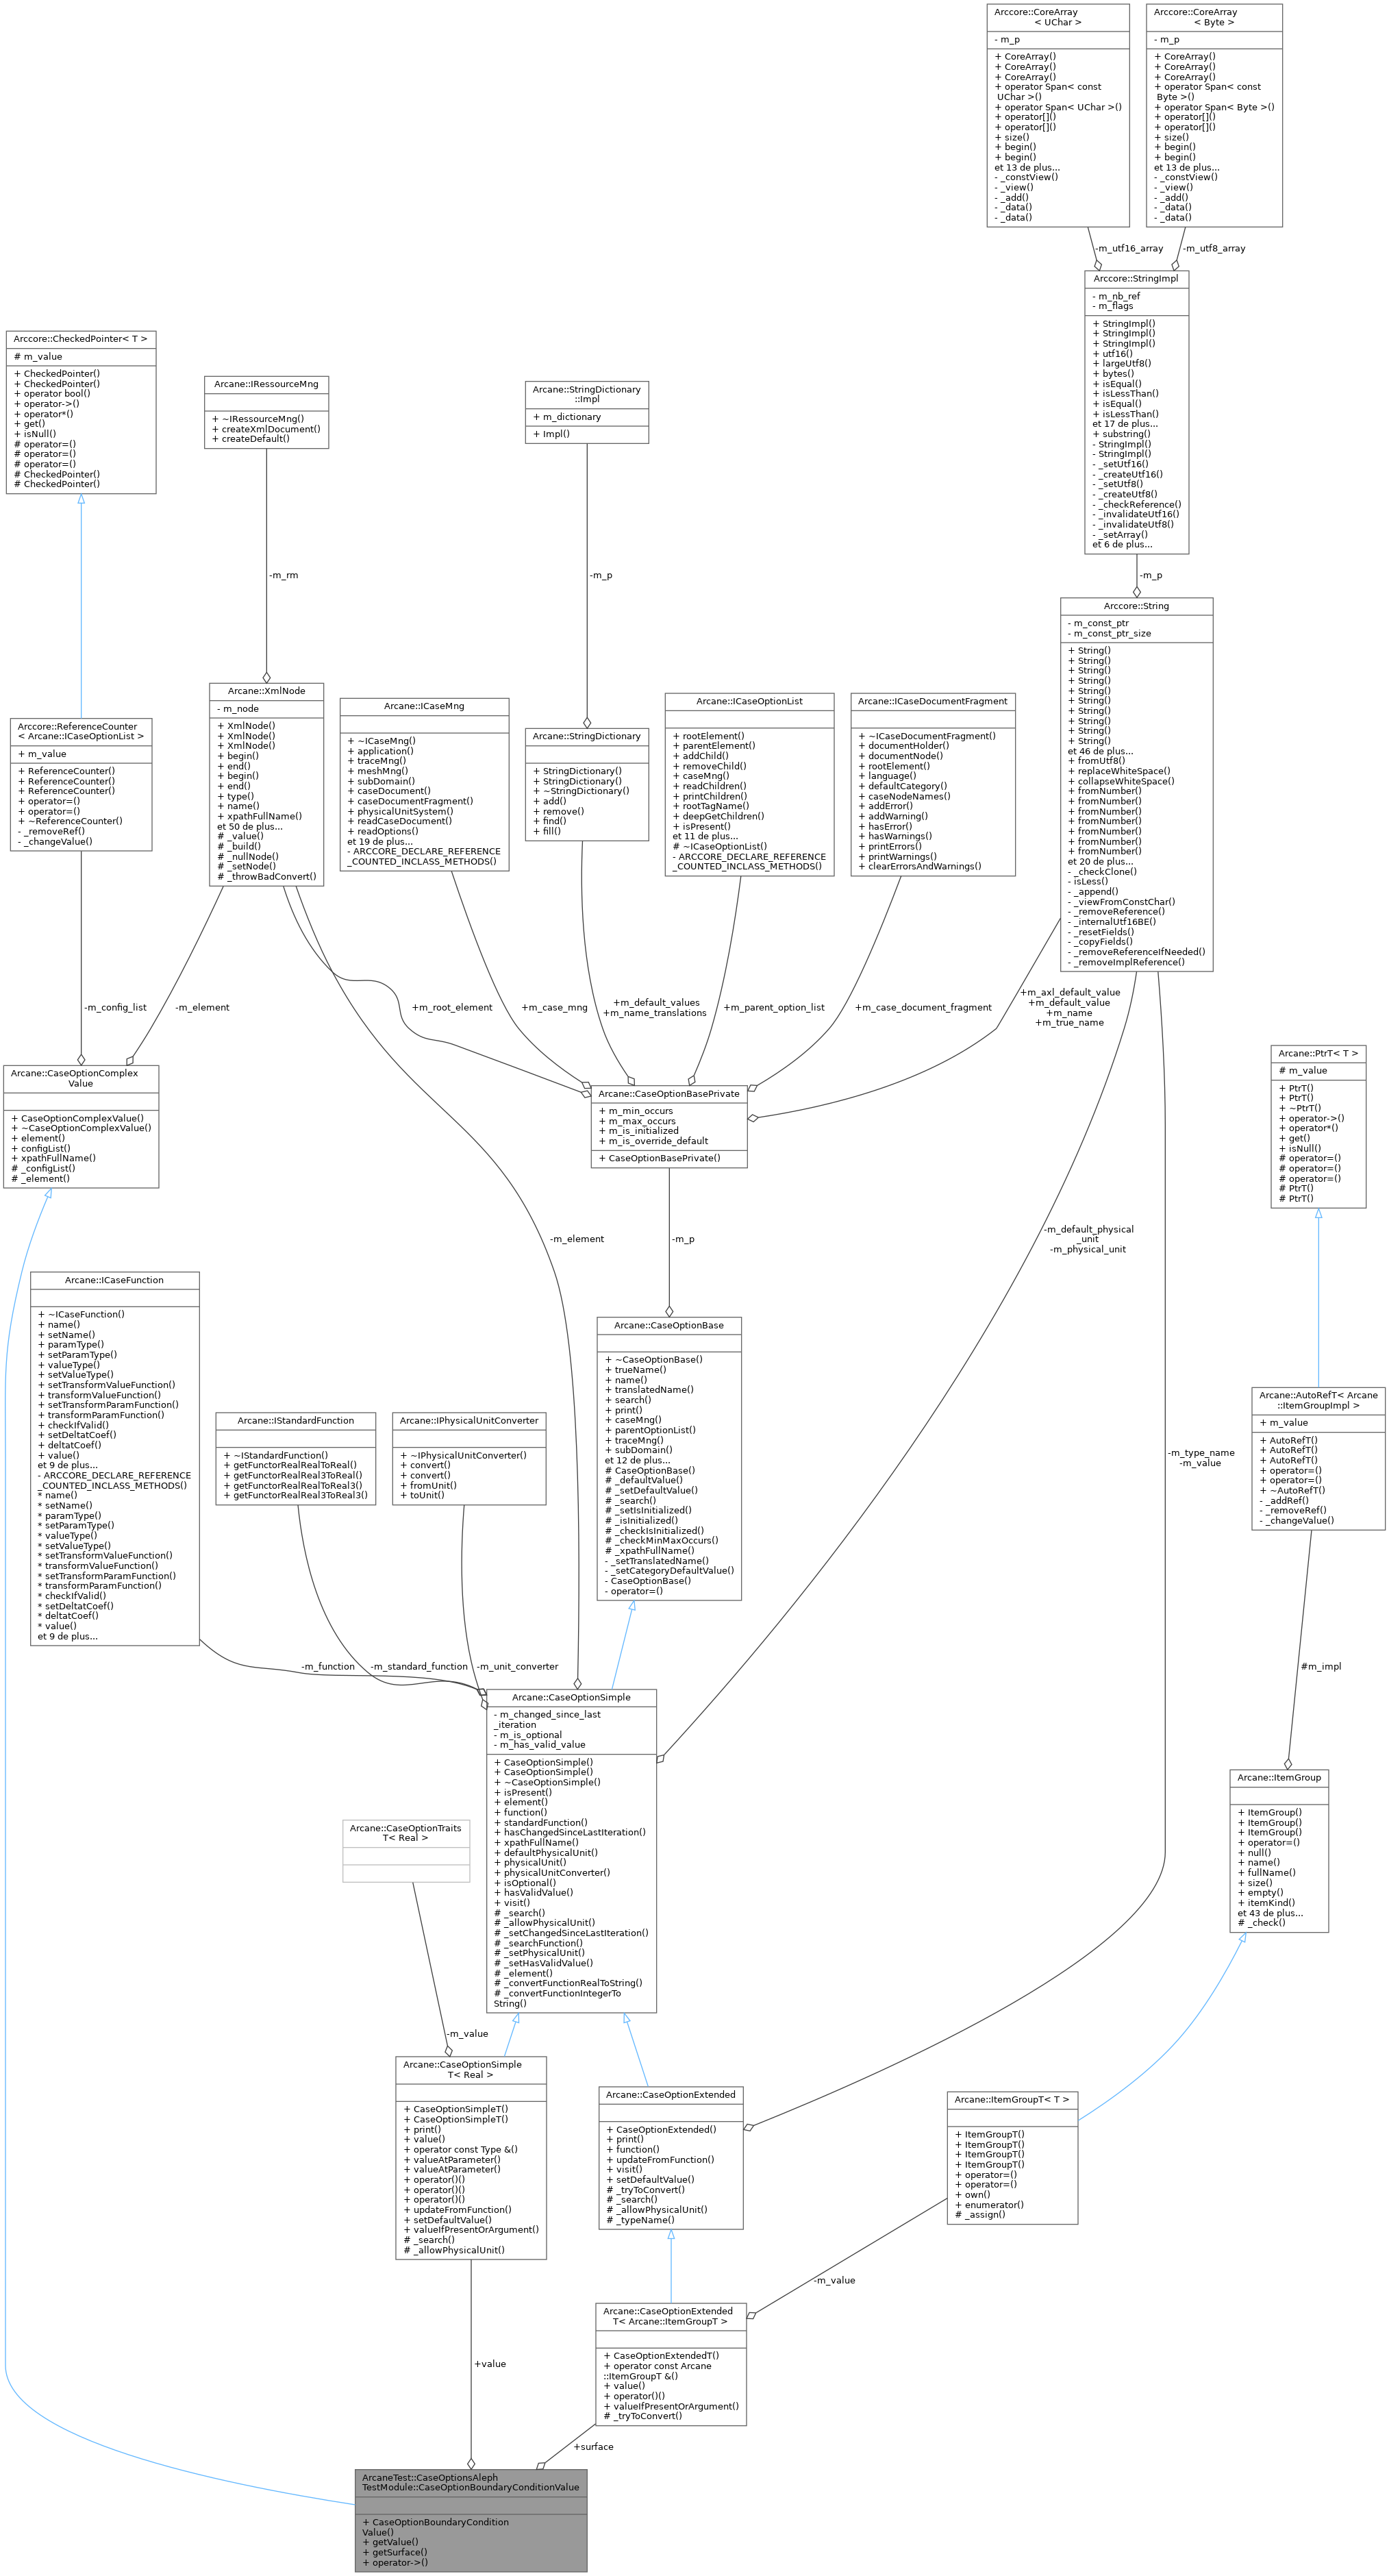 Arccore::CoreArray
< UChar >
- m_p
+ CoreArray()
+ CoreArray()
+ CoreArray()
+ operator Span< const
UChar >()
+ operator Span< UChar >()
+ operator[]()
+ operator[]()
+ size()
+ begin()
+ begin()
et 13 de plus...
- _constView()
- _view()
- _add()
- _data()
- _data()
Arccore::CoreArray
< Byte >
- m_p
+ CoreArray()
+ CoreArray()
+ CoreArray()
+ operator Span< const
Byte >()
+ operator Span< Byte >()
+ operator[]()
+ operator[]()
+ size()
+ begin()
+ begin()
et 13 de plus...
- _constView()
- _view()
- _add()
- _data()
- _data()
-m_utf16_array
-m_utf8_array
Arccore::StringImpl
- m_nb_ref
- m_flags
+ StringImpl()
+ StringImpl()
+ StringImpl()
+ utf16()
+ largeUtf8()
+ bytes()
+ isEqual()
+ isLessThan()
+ isEqual()
+ isLessThan()
et 17 de plus...
+ substring()
- StringImpl()
- StringImpl()
- _setUtf16()
- _createUtf16()
- _setUtf8()
- _createUtf8()
- _checkReference()
- _invalidateUtf16()
- _invalidateUtf8()
- _setArray()
et 6 de plus...
Arccore::CheckedPointer< T >
# m_value
+ CheckedPointer()
+ CheckedPointer()
+ operator bool()
+ operator->()
+ operator*()
+ get()
+ isNull()
# operator=()
# operator=()
# operator=()
# CheckedPointer()
# CheckedPointer()
Arcane::IRessourceMng
+ ~IRessourceMng()
+ createXmlDocument()
+ createDefault()
Arcane::StringDictionary
::Impl
+ m_dictionary
+ Impl()
-m_rm
-m_p
-m_p
Arccore::String
- m_const_ptr
- m_const_ptr_size
+ String()
+ String()
+ String()
+ String()
+ String()
+ String()
+ String()
+ String()
+ String()
+ String()
et 46 de plus...
+ fromUtf8()
+ replaceWhiteSpace()
+ collapseWhiteSpace()
+ fromNumber()
+ fromNumber()
+ fromNumber()
+ fromNumber()
+ fromNumber()
+ fromNumber()
+ fromNumber()
et 20 de plus...
- _checkClone()
- isLess()
- _append()
- _viewFromConstChar()
- _removeReference()
- _internalUtf16BE()
- _resetFields()
- _copyFields()
- _removeReferenceIfNeeded()
- _removeImplReference()
Arccore::ReferenceCounter
< Arcane::ICaseOptionList >
+ m_value
+ ReferenceCounter()
+ ReferenceCounter()
+ ReferenceCounter()
+ operator=()
+ operator=()
+ ~ReferenceCounter()
- _removeRef()
- _changeValue()
Arcane::XmlNode
- m_node
+ XmlNode()
+ XmlNode()
+ XmlNode()
+ begin()
+ end()
+ begin()
+ end()
+ type()
+ name()
+ xpathFullName()
et 50 de plus...
# _value()
# _build()
# _nullNode()
# _setNode()
# _throwBadConvert()
Arcane::ICaseMng
+ ~ICaseMng()
+ application()
+ traceMng()
+ meshMng()
+ subDomain()
+ caseDocument()
+ caseDocumentFragment()
+ physicalUnitSystem()
+ readCaseDocument()
+ readOptions()
et 19 de plus...
- ARCCORE_DECLARE_REFERENCE
_COUNTED_INCLASS_METHODS()
Arcane::StringDictionary
+ StringDictionary()
+ StringDictionary()
+ ~StringDictionary()
+ add()
+ remove()
+ find()
+ fill()
Arcane::ICaseOptionList
+ rootElement()
+ parentElement()
+ addChild()
+ removeChild()
+ caseMng()
+ readChildren()
+ printChildren()
+ rootTagName()
+ deepGetChildren()
+ isPresent()
et 11 de plus...
# ~ICaseOptionList()
- ARCCORE_DECLARE_REFERENCE
_COUNTED_INCLASS_METHODS()
Arcane::ICaseDocumentFragment
+ ~ICaseDocumentFragment()
+ documentHolder()
+ documentNode()
+ rootElement()
+ language()
+ defaultCategory()
+ caseNodeNames()
+ addError()
+ addWarning()
+ hasError()
+ hasWarnings()
+ printErrors()
+ printWarnings()
+ clearErrorsAndWarnings()
-m_config_list
-m_element
+m_root_element
+m_case_mng
+m_default_values
+m_name_translations
+m_parent_option_list
+m_case_document_fragment
+m_axl_default_value
+m_default_value
+m_name
+m_true_name
Arcane::CaseOptionComplex
Value
+ CaseOptionComplexValue()
+ ~CaseOptionComplexValue()
+ element()
+ configList()
+ xpathFullName()
# _configList()
# _element()
Arcane::CaseOptionBasePrivate
+ m_min_occurs
+ m_max_occurs
+ m_is_initialized
+ m_is_override_default
+ CaseOptionBasePrivate()
Arcane::PtrT< T >
# m_value
+ PtrT()
+ PtrT()
+ ~PtrT()
+ operator->()
+ operator*()
+ get()
+ isNull()
# operator=()
# operator=()
# operator=()
# PtrT()
# PtrT()
-m_element
-m_p
-m_default_physical
_unit
-m_physical_unit
Arcane::ICaseFunction
+ ~ICaseFunction()
+ name()
+ setName()
+ paramType()
+ setParamType()
+ valueType()
+ setValueType()
+ setTransformValueFunction()
+ transformValueFunction()
+ setTransformParamFunction()
+ transformParamFunction()
+ checkIfValid()
+ setDeltatCoef()
+ deltatCoef()
+ value()
et 9 de plus...
- ARCCORE_DECLARE_REFERENCE
_COUNTED_INCLASS_METHODS()
* name()
* setName()
* paramType()
* setParamType()
* valueType()
* setValueType()
* setTransformValueFunction()
* transformValueFunction()
* setTransformParamFunction()
* transformParamFunction()
* checkIfValid()
* setDeltatCoef()
* deltatCoef()
* value()
et 9 de plus...
Arcane::IStandardFunction
+ ~IStandardFunction()
+ getFunctorRealRealToReal()
+ getFunctorRealReal3ToReal()
+ getFunctorRealRealToReal3()
+ getFunctorRealReal3ToReal3()
Arcane::IPhysicalUnitConverter
+ ~IPhysicalUnitConverter()
+ convert()
+ convert()
+ fromUnit()
+ toUnit()
Arcane::CaseOptionBase
+ ~CaseOptionBase()
+ trueName()
+ name()
+ translatedName()
+ search()
+ print()
+ caseMng()
+ parentOptionList()
+ traceMng()
+ subDomain()
et 12 de plus...
# CaseOptionBase()
# _defaultValue()
# _setDefaultValue()
# _search()
# _setIsInitialized()
# _isInitialized()
# _checkIsInitialized()
# _checkMinMaxOccurs()
# _xpathFullName()
- _setTranslatedName()
- _setCategoryDefaultValue()
- CaseOptionBase()
- operator=()
Arcane::AutoRefT< Arcane
::ItemGroupImpl >
+ m_value
+ AutoRefT()
+ AutoRefT()
+ AutoRefT()
+ operator=()
+ operator=()
+ ~AutoRefT()
- _addRef()
- _removeRef()
- _changeValue()
-m_type_name
-m_value
-m_function
-m_standard_function
-m_unit_converter
#m_impl
Arcane::CaseOptionSimple
- m_changed_since_last
_iteration
- m_is_optional
- m_has_valid_value
+ CaseOptionSimple()
+ CaseOptionSimple()
+ ~CaseOptionSimple()
+ isPresent()
+ element()
+ function()
+ standardFunction()
+ hasChangedSinceLastIteration()
+ xpathFullName()
+ defaultPhysicalUnit()
+ physicalUnit()
+ physicalUnitConverter()
+ isOptional()
+ hasValidValue()
+ visit()
# _search()
# _allowPhysicalUnit()
# _setChangedSinceLastIteration()
# _searchFunction()
# _setPhysicalUnit()
# _setHasValidValue()
# _element()
# _convertFunctionRealToString()
# _convertFunctionIntegerTo
String()
Arcane::ItemGroup
+ ItemGroup()
+ ItemGroup()
+ ItemGroup()
+ operator=()
+ null()
+ name()
+ fullName()
+ size()
+ empty()
+ itemKind()
et 43 de plus...
# _check()
Arcane::CaseOptionTraits
T< Real >
-m_value
Arcane::CaseOptionSimple
T< Real >
+ CaseOptionSimpleT()
+ CaseOptionSimpleT()
+ print()
+ value()
+ operator const Type &()
+ valueAtParameter()
+ valueAtParameter()
+ operator()()
+ operator()()
+ operator()()
+ updateFromFunction()
+ setDefaultValue()
+ valueIfPresentOrArgument()
# _search()
# _allowPhysicalUnit()
Arcane::CaseOptionExtended
+ CaseOptionExtended()
+ print()
+ function()
+ updateFromFunction()
+ visit()
+ setDefaultValue()
# _tryToConvert()
# _search()
# _allowPhysicalUnit()
# _typeName()
Arcane::ItemGroupT< T >
+ ItemGroupT()
+ ItemGroupT()
+ ItemGroupT()
+ ItemGroupT()
+ operator=()
+ operator=()
+ own()
+ enumerator()
# _assign()
-m_value
Arcane::CaseOptionExtended
T< Arcane::ItemGroupT >
+ CaseOptionExtendedT()
+ operator const Arcane
::ItemGroupT &()
+ value()
+ operator()()
+ valueIfPresentOrArgument()
# _tryToConvert()
+value
+surface
ArcaneTest::CaseOptionsAleph
TestModule::CaseOptionBoundaryConditionValue
+ CaseOptionBoundaryCondition
Value()
+ getValue()
+ getSurface()
+ operator->()